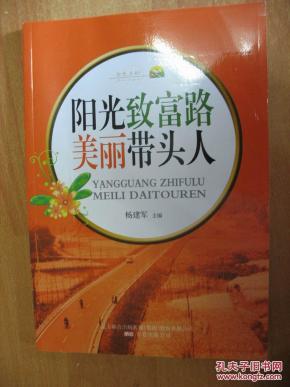 阳光致富路
美丽带头人
YANGGUANG ZHIFULU
MEILI DAITOUREN
杨建军 主编
孔夫子旧书网